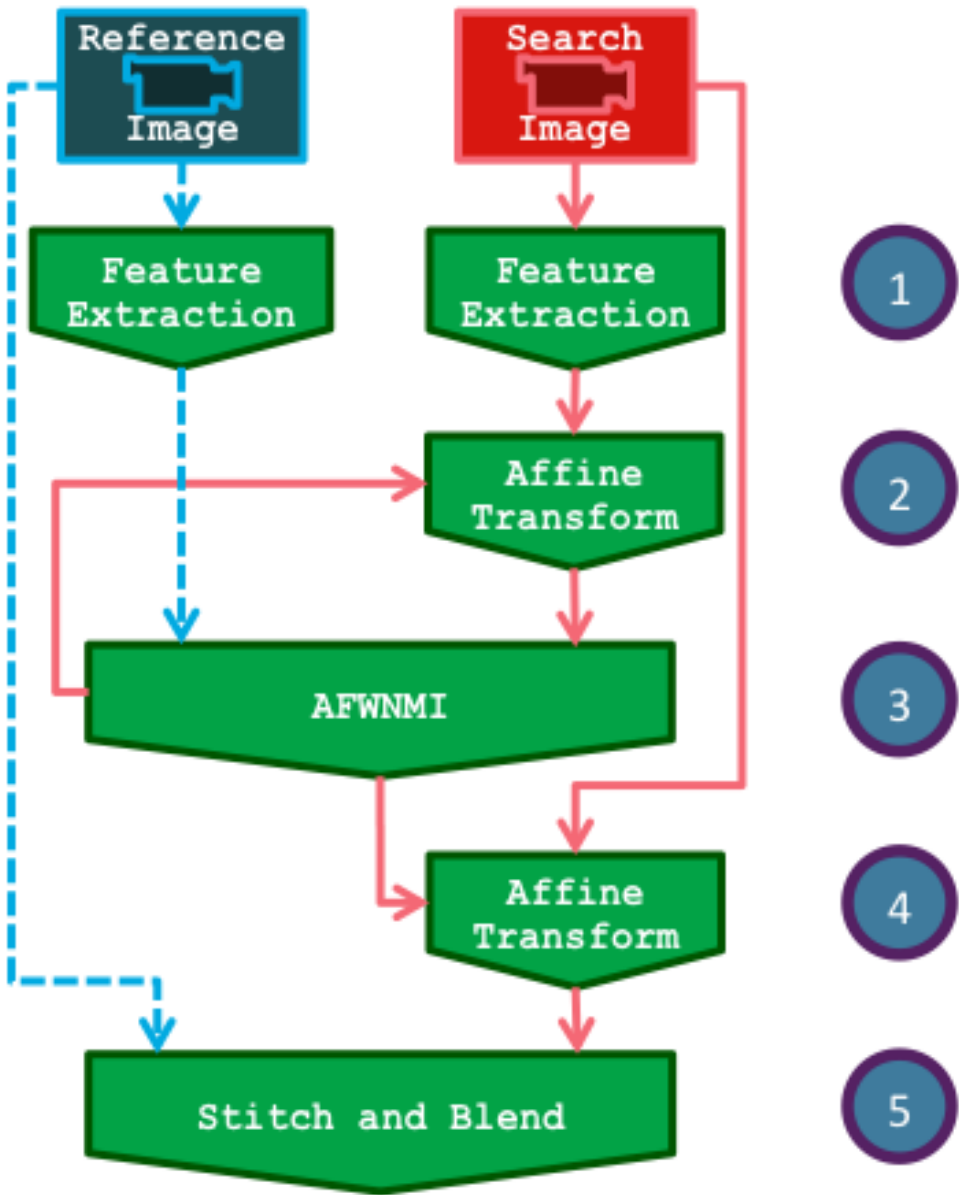 Reference
Image
Search
Image
Feature
Extraction
Feature
Extraction
1
Affine
Transform
2
AFWNMI
3
Affine
Transform
4
Stitch and Blend
5